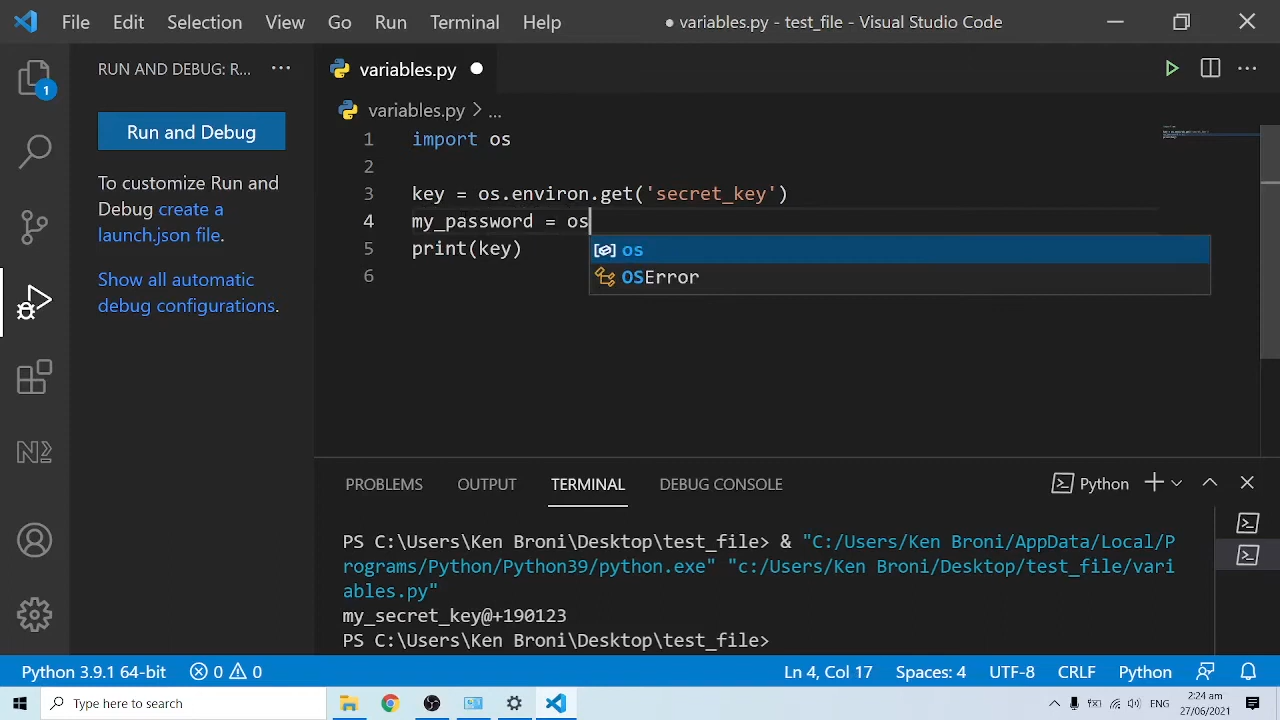 File Edit Selection View Go Run Terminal Help
● variables.py - test_file - Visual Studio Code
RUN AND DEBUG: R... ...
Run and Debug
To customize Run and
Debug create a
launch.json file.
Show all automatic
debug configurations.
1
variables.py
variables.py > ...
1 import os
2
3 key = os.environ.get('secret_key')
4 my_password = os
5 print(key)
6
os
OSError
PROBLEMS OUTPUT TERMINAL DEBUG CONSOLE
Python
PS C:\Users\Ken Broni\Desktop\test_file> & "C:/Users/Ken Broni/AppData/Local/P
rograms/Python/Python39/python.exe" "c:/Users/Ken Broni/Desktop/test_file/vari
ables.py"
my_secret_key@+190123
PS C:\Users\Ken Broni\Desktop\test_file>
Python 3.9.1 64-bit 0 0 Ln 4, Col 17 Spaces: 4 UTF-8 CRLF Python
Type here to search
ENG
2:24 am
27/06/2021